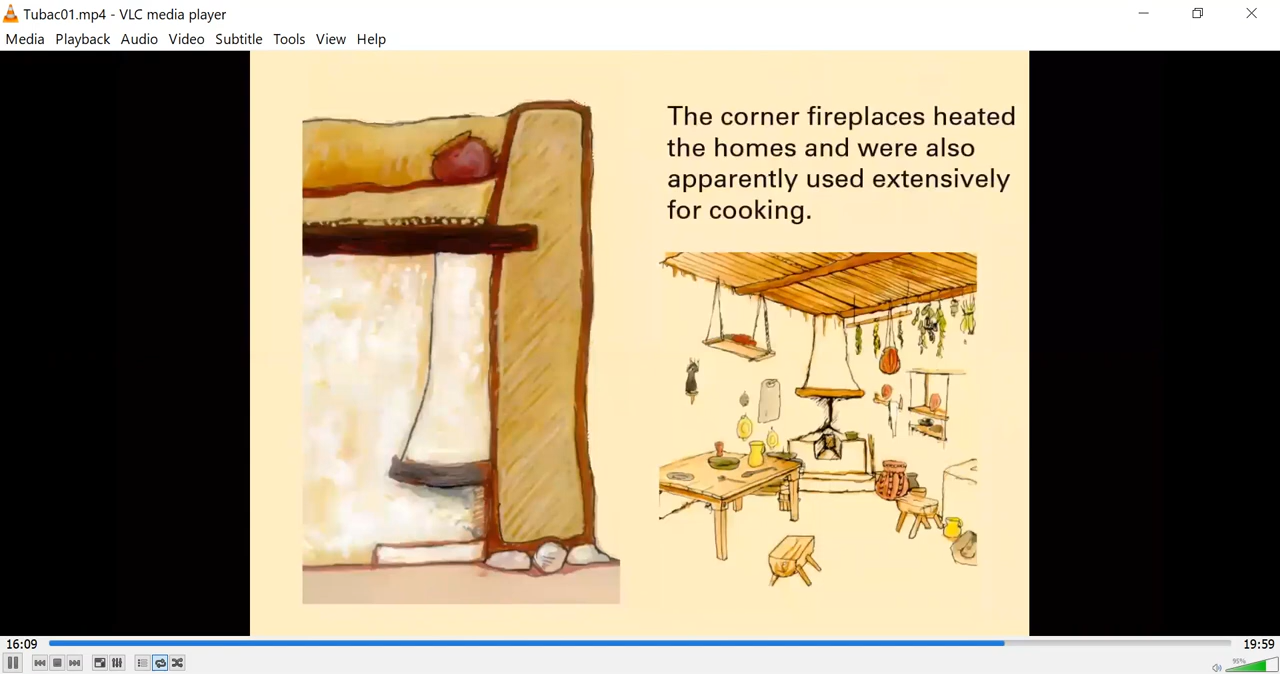 Tubac01.mp4 - VLC media player
Media Playback Audio Video Subtitle Tools View Help
The corner fireplaces heated
the homes and were also
apparently used extensively
for cooking.
16:09
19:59
95%